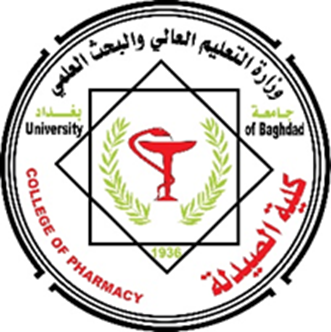 وزارة التعليم العالي والبحث العلمي
جامعة بغداد
University of Baghdad
1936
COLLEGE OF PHARMACY
كلية الصيدلة